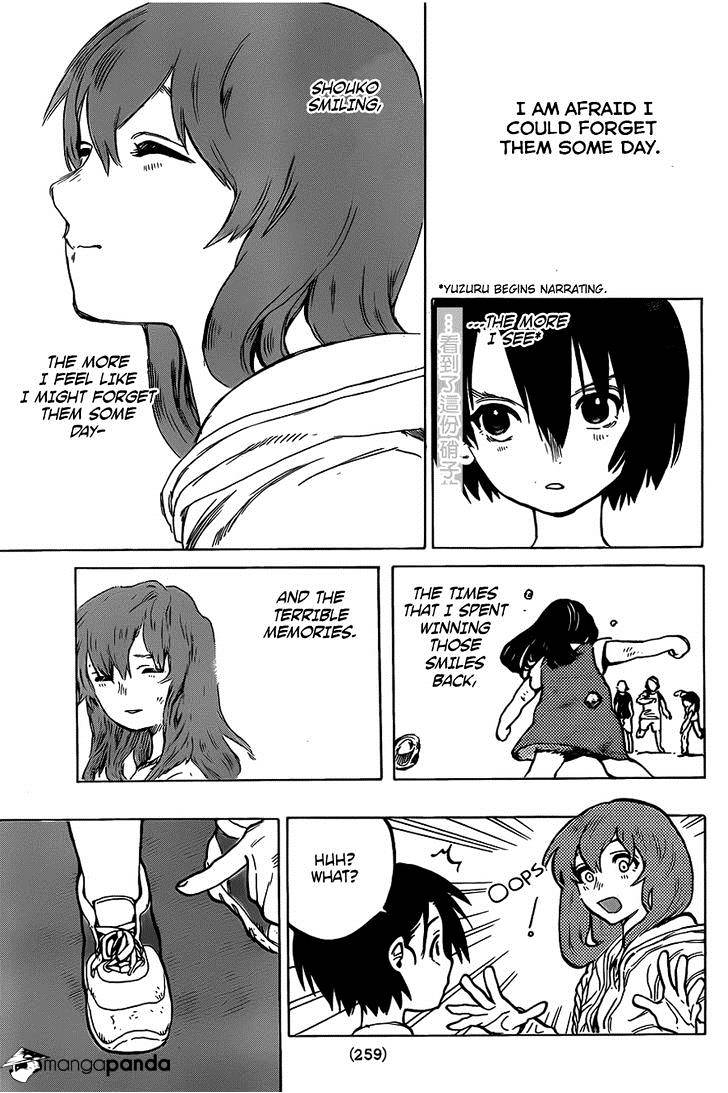 I AM AFRAID I
COULD FORGET
THEM SOME DAY.
*YUZURU BEGINS NARRATING.
....THE MORE
I SEE*
…看到了這份硝子
SHOUKO
SMILING,
THE MORE
I FEEL LIKE
I MIGHT FORGET
THEM SOME
DAY-
THE TIMES
THAT I SPENT
WINNING
THOSE
SMILES
BACK,
AND THE
TERRIBLE
MEMORIES.
OOPS,
!
HUH?
WHAT?
(259)
mangapanda